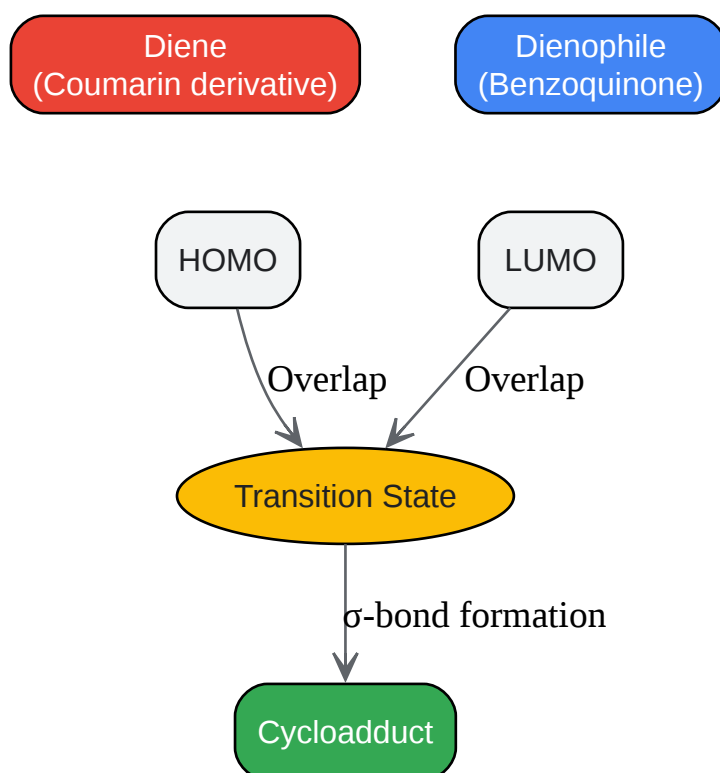 Diene
(Coumarin derivative)
Dienophile
(Benzoquinone)
HOMO
LUMO
Overlap
Overlap
Transition State
σ-bond formation
Cycloadduct